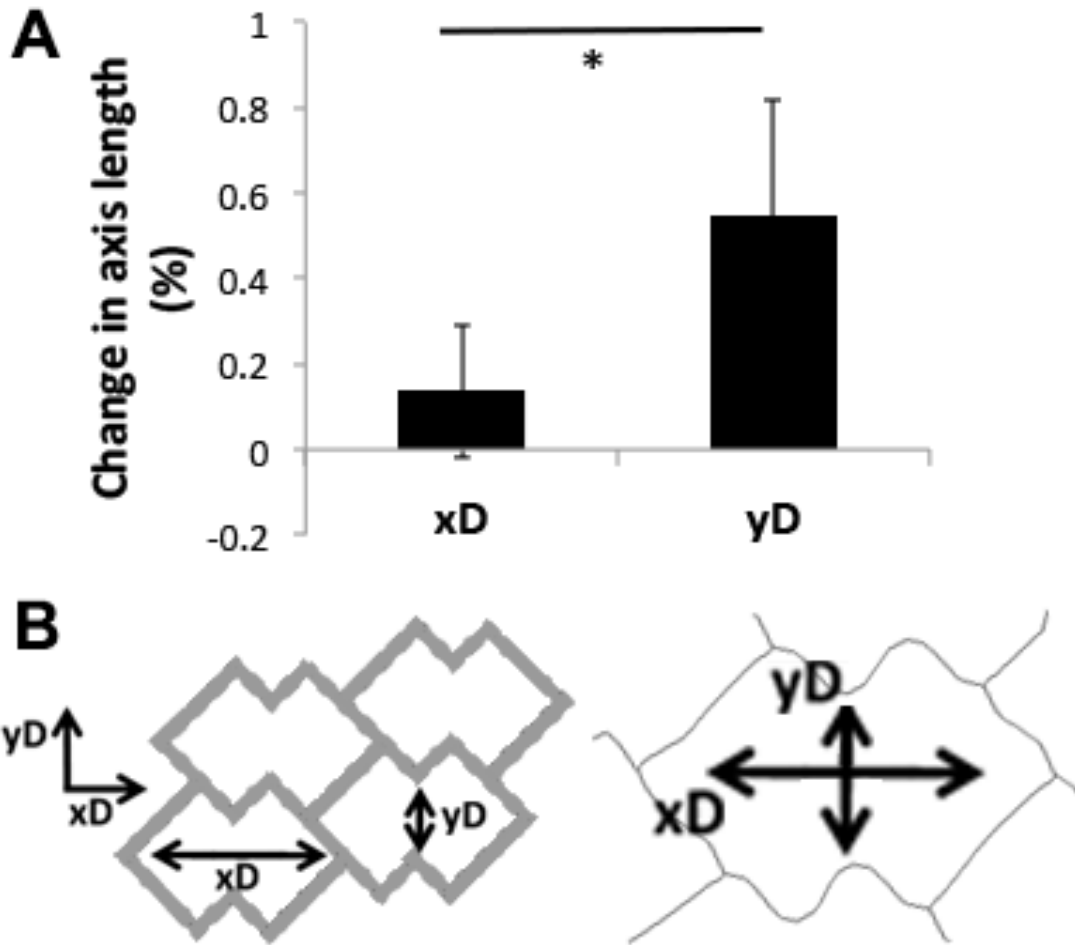 A
Change in axis length
(%)
1
0.8
0.6
0.4
0.2
0
-0.2
*
xD
yD
B
yD
xD
yD
xD
yD
xD